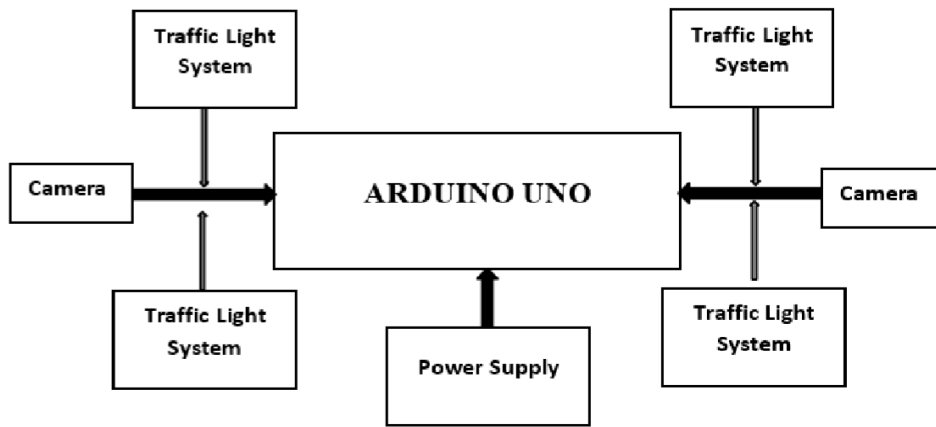 Traffic Light
System
Traffic Light
System
Camera
ARDUINO UNO
Camera
Traffic Light
System
Traffic Light
System
Power Supply